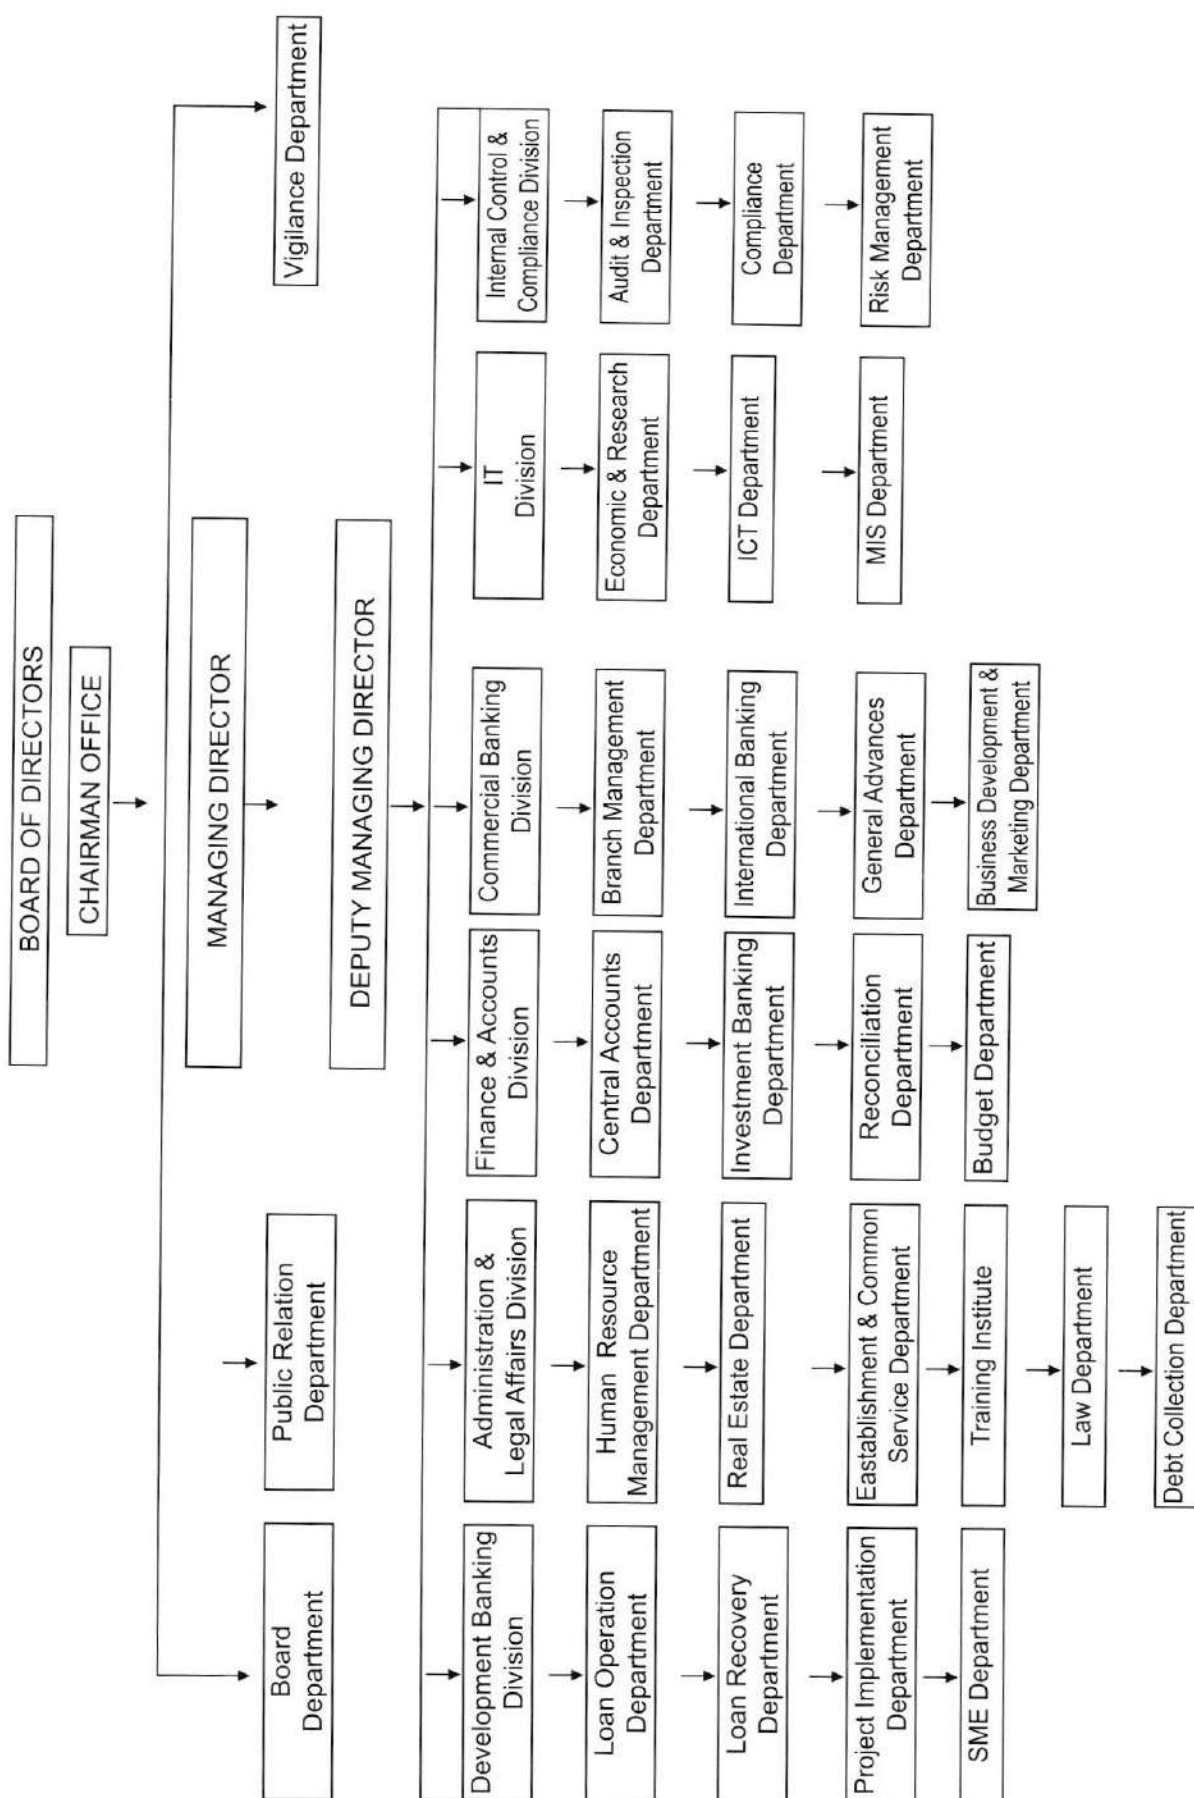 BOARD OF DIRECTORS
CHAIRMAN OFFICE
MANAGING DIRECTOR
DEPUTY MANAGING DIRECTOR
Board
Department
Public Relation
Department
Vigilance Department
Development Banking
Division
Loan Operation
Department
Loan Recovery
Department
Project Implementation
Department
SME Department
Administration &
Legal Affairs Division
Human Resource
Management Department
Real Estate Department
Eastablishment & Common
Service Department
Training Institute
Law Department
Debt Collection Department
Finance & Accounts
Division
Central Accounts
Department
Investment Banking
Department
Reconciliation
Department
Budget Department
Commercial Banking
Division
Branch Management
Department
International Banking
Department
General Advances
Department
Business Development &
Marketing Department
IT
Division
Economic & Research
Department
ICT Department
MIS Department
Internal Control &
Compliance Division
Audit & Inspection
Department
Compliance
Department
Risk Management
Department